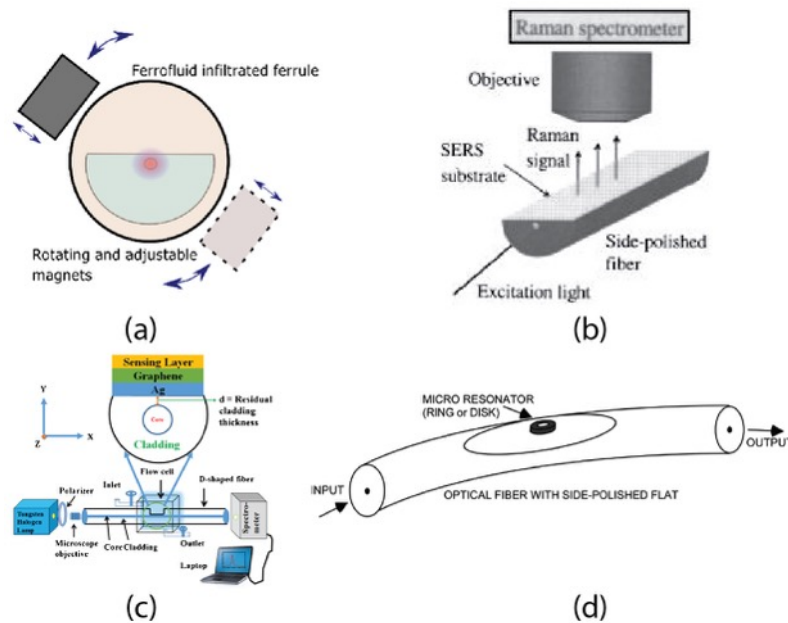 Ferrofluid infiltrated ferrule
Rotating and adjustable
magnets
(a)
Raman spectrometer
Objective
Raman
signal
SERS
substrate
Side-polished
fiber
Excitation light
(b)
Sensing Layer
Graphene
Ag
d = Residual
cladding
thickness
Core
Cladding
Y
X
Z
Flow cell
Inlet
D-shaped fiber
Polarizer
Tungsten
Halogen
Lamp
Spectro-
meter
Microscope
objective
Core Cladding
Outlet
Laptop
(c)
MICRO RESONATOR
(RING OR DISK)
OUTPUT
INPUT
OPTICAL FIBER WITH SIDE-POLISHED FLAT
(d)